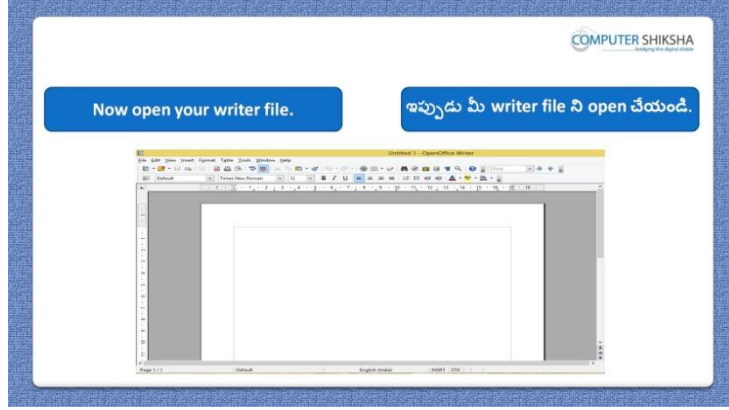 COMPUTER SHIKSHA
bridging the digital divide
Now open your writer file.
ఇప్పుడు మీ writer file ని open చేయండి.
Untitled 1 - OpenOffice Writer
File Edit View Insert Format Table Tools Window Help
Default Times New Roman 12
Page 1 / 1 Default English (India) INSRT STD